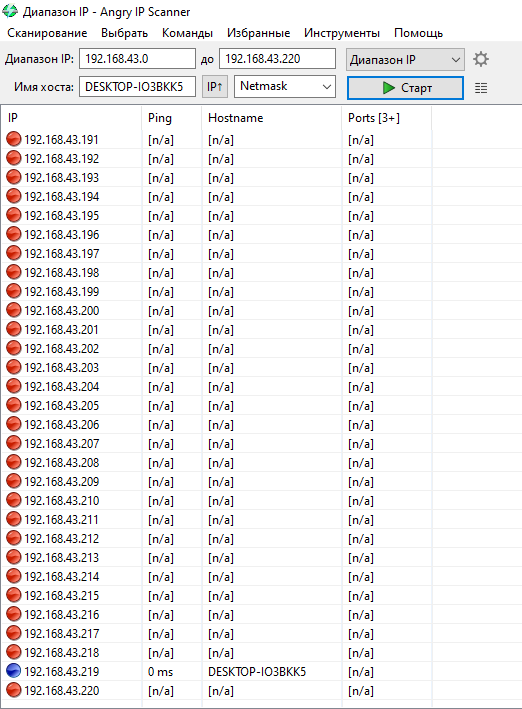 Диапазон IP - Angry IP Scanner
Сканирование Выбрать Команды Избранные Инструменты Помощь
Диапазон IP: 192.168.43.0 до 192.168.43.220 Диапазон IP
Имя хоста: DESKTOP-IO3BKK5 IP↑ Netmask Старт
IP Ping Hostname Ports [3+]
192.168.43.191 [n/a] [n/a] [n/a]
192.168.43.192 [n/a] [n/a] [n/a]
192.168.43.193 [n/a] [n/a] [n/a]
192.168.43.194 [n/a] [n/a] [n/a]
192.168.43.195 [n/a] [n/a] [n/a]
192.168.43.196 [n/a] [n/a] [n/a]
192.168.43.197 [n/a] [n/a] [n/a]
192.168.43.198 [n/a] [n/a] [n/a]
192.168.43.199 [n/a] [n/a] [n/a]
192.168.43.200 [n/a] [n/a] [n/a]
192.168.43.201 [n/a] [n/a] [n/a]
192.168.43.202 [n/a] [n/a] [n/a]
192.168.43.203 [n/a] [n/a] [n/a]
192.168.43.204 [n/a] [n/a] [n/a]
192.168.43.205 [n/a] [n/a] [n/a]
192.168.43.206 [n/a] [n/a] [n/a]
192.168.43.207 [n/a] [n/a] [n/a]
192.168.43.208 [n/a] [n/a] [n/a]
192.168.43.209 [n/a] [n/a] [n/a]
192.168.43.210 [n/a] [n/a] [n/a]
192.168.43.211 [n/a] [n/a] [n/a]
192.168.43.212 [n/a] [n/a] [n/a]
192.168.43.213 [n/a] [n/a] [n/a]
192.168.43.214 [n/a] [n/a] [n/a]
192.168.43.215 [n/a] [n/a] [n/a]
192.168.43.216 [n/a] [n/a] [n/a]
192.168.43.217 [n/a] [n/a] [n/a]
192.168.43.218 [n/a] [n/a] [n/a]
192.168.43.219 0 ms DESKTOP-IO3BKK5 [n/a]
192.168.43.220 [n/a] [n/a] [n/a]